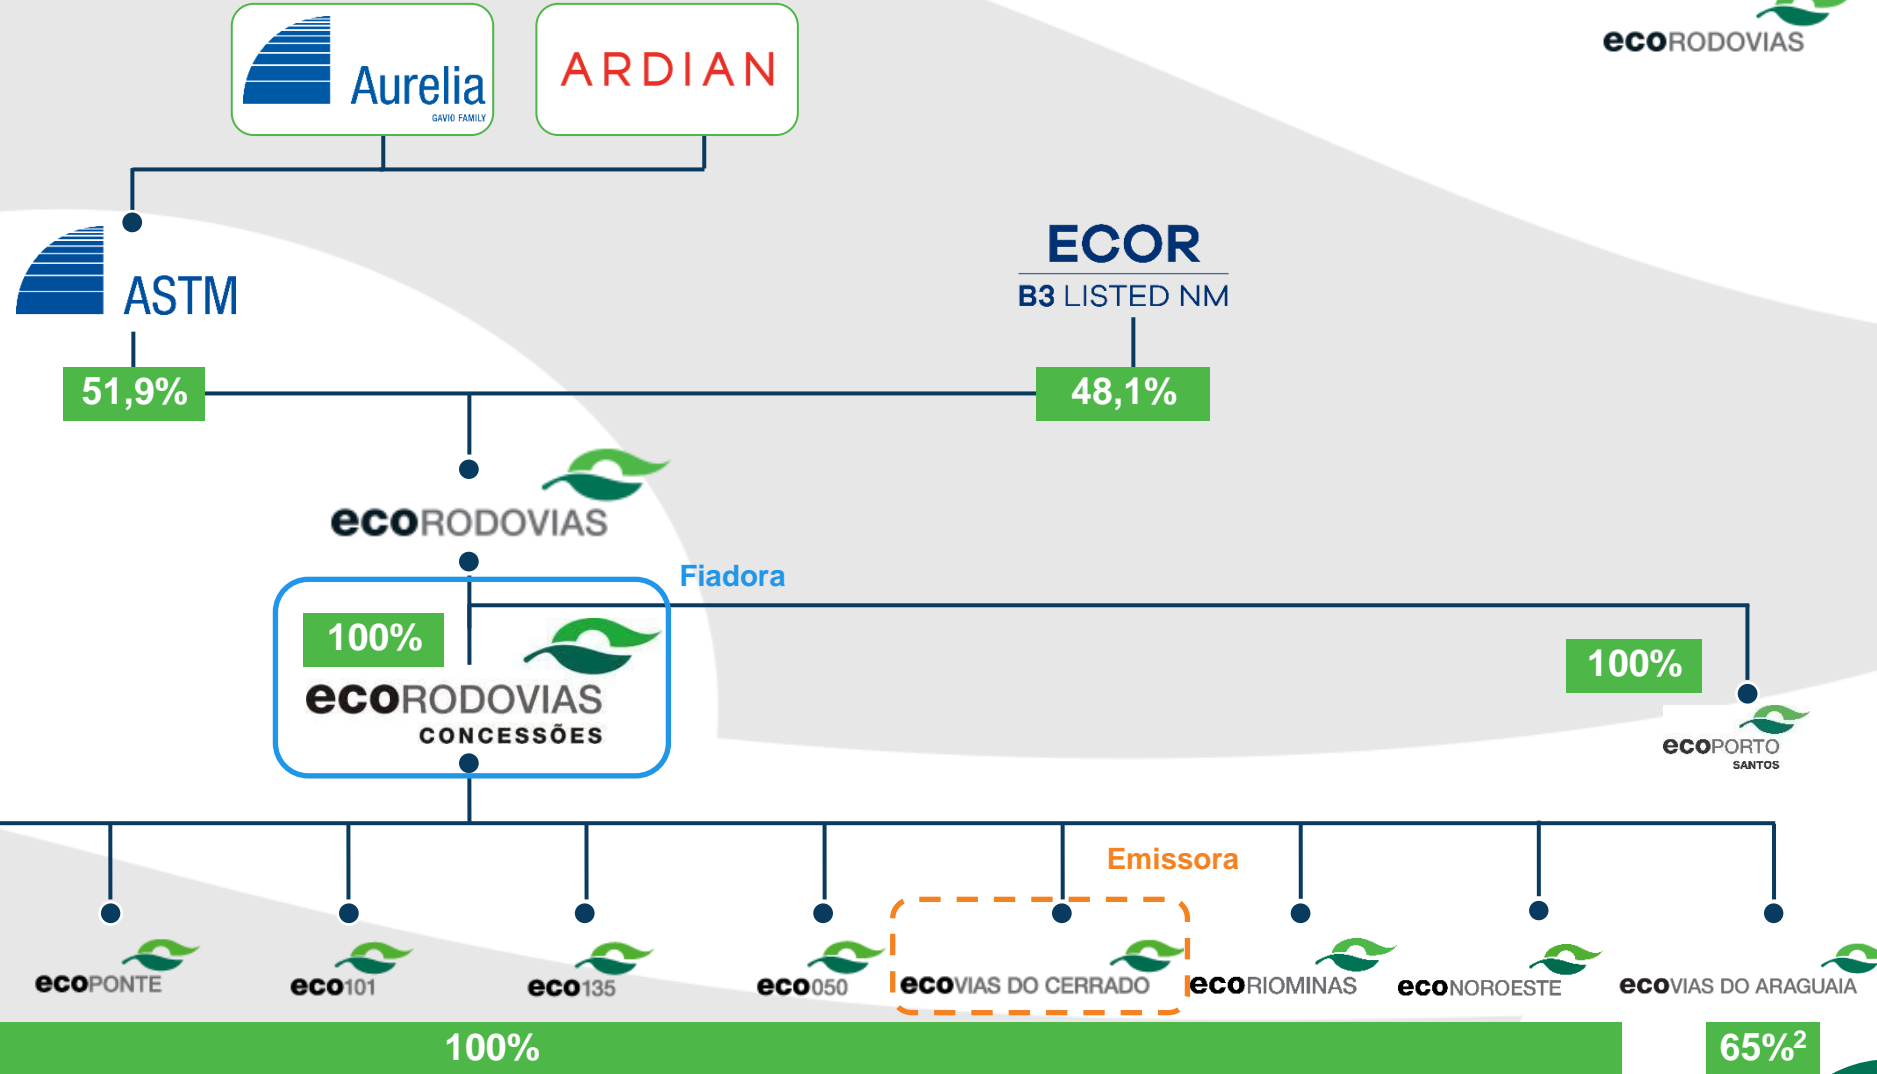 ecoRODOVIAS
Aurelia
GAVIO FAMILY
ARDIAN
ASTM
ECOR
B3 LISTED NM
51,9%
48,1%
ecoRODOVIAS
Fiadora
100%
ecoRODOVIAS
CONCESSÕES
100%
ecoPORTO
SANTOS
Emissora
ecoPONTE
eco101
eco135
eco050
ecoVIAS DO CERRADO
ecoRIOMINAS
ecoNOROESTE
ecoVIAS DO ARAGUAIA
100%
65%²